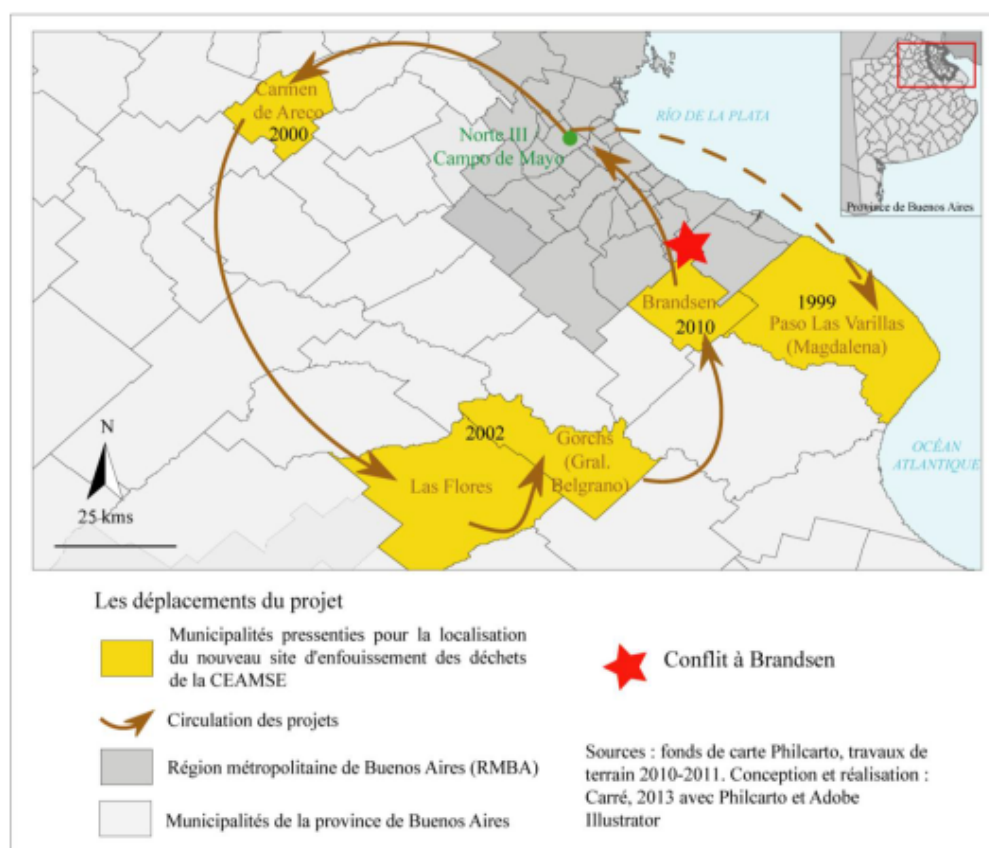 Carmen
de Areco
2000
Norte III /
Campo de Mayo
RÍO DE LA PLATA
Province de Buenos Aires
Brandsen
2010
1999
Paso Las Varillas
(Magdalena)
2002
Gorchs
(Gral.
Belgrano)
Las Flores
OCÉAN
ATLANTIQUE
N
25 kms
Les déplacements du projet
Municipalités pressenties pour la localisation
du nouveau site d'enfouissement des déchets
de la CEAMSE
Circulation des projets
Région métropolitaine de Buenos Aires (RMBA)
Municipalités de la province de Buenos Aires
Conflit à Brandsen
Sources : fonds de carte Philcarto, travaux de
terrain 2010-2011. Conception et réalisation :
Carré, 2013 avec Philcarto et Adobe
Illustrator